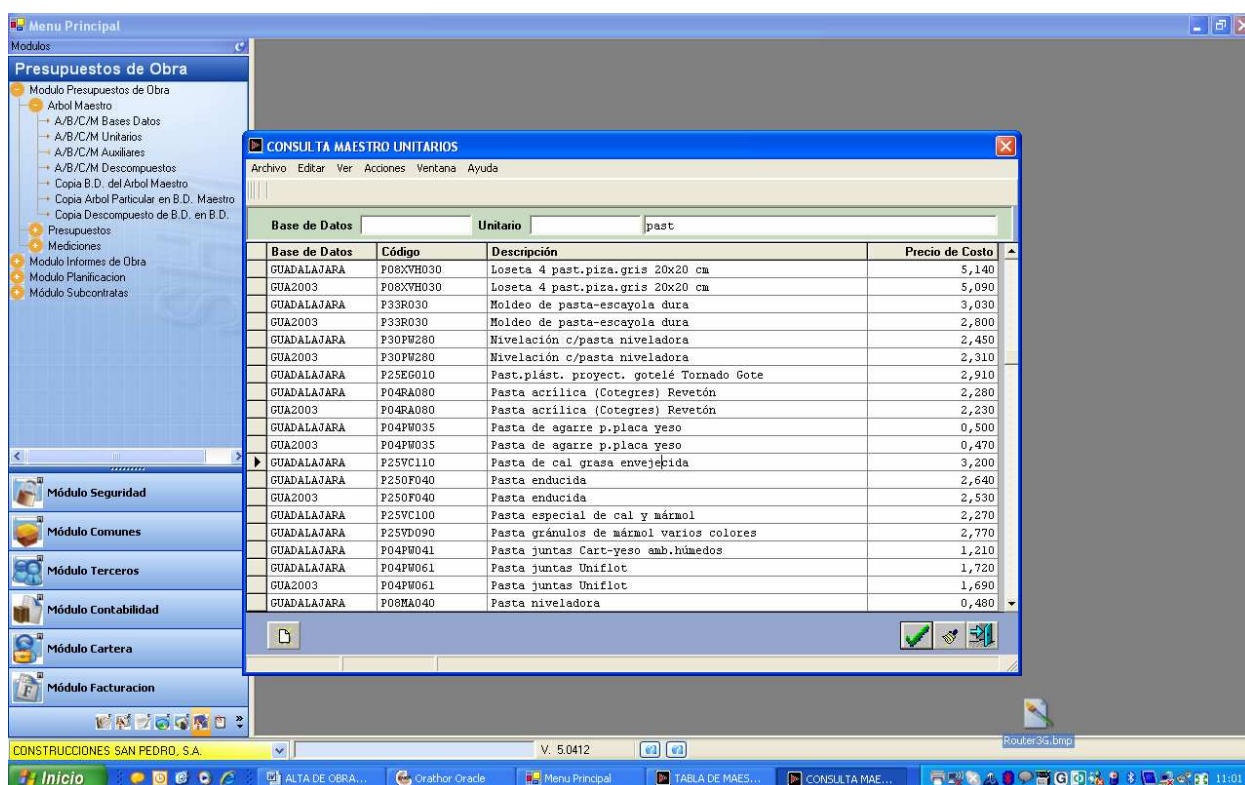 Menu Principal
Modulos
Presupuestos de Obra
Modulo Presupuestos de Obra
Arbol Maestro
A/B/C/M Bases Datos
A/B/C/M Unitarios
A/B/C/M Auxiliares
A/B/C/M Descompuestos
Copia B.D. del Arbol Maestro
Copia Arbol Particular en B.D. Maestro
Copia Descompuesto de B.D. en B.D.
Presupuestos
Mediciones
Modulo Informes de Obra
Modulo Planificacion
Módulo Subcontratas
Módulo Seguridad
Módulo Comunes
Módulo Terceros
Módulo Contabilidad
Módulo Cartera
Módulo Facturacion
CONSULTA MAESTRO UNITARIOS
Archivo Editar Ver Acciones Ventana Ayuda
Base de Datos Unitario past
Base de Datos Código Descripción Precio de Costo
GUADALAJARA P08XVH030 Loseta 4 past.piza.gris 20x20 cm 5,140
GUA2003 P08XVH030 Loseta 4 past.piza.gris 20x20 cm 5,090
GUADALAJARA P33R030 Moldeo de pasta-escayola dura 3,030
GUA2003 P33R030 Moldeo de pasta-escayola dura 2,800
GUADALAJARA P30PW280 Nivelación c/pasta niveladora 2,450
GUA2003 P30PW280 Nivelación c/pasta niveladora 2,310
GUADALAJARA P25EG010 Past.plást. proyect. gotelé Tornado Gote 2,910
GUADALAJARA P04RA080 Pasta acrílica (Cotegres) Revetón 2,280
GUA2003 P04RA080 Pasta acrílica (Cotegres) Revetón 2,230
GUADALAJARA P04PW035 Pasta de agarre p.placa yeso 0,500
GUA2003 P04PW035 Pasta de agarre p.placa yeso 0,470
GUADALAJARA P25VC110 Pasta de cal grasa envejecida 3,200
GUADALAJARA P25OF040 Pasta enducida 2,640
GUA2003 P25OF040 Pasta enducida 2,530
GUADALAJARA P25VC100 Pasta especial de cal y mármol 2,270
GUADALAJARA P25VD090 Pasta gránulos de mármol varios colores 2,770
GUADALAJARA P04PW041 Pasta juntas Cart-yeso amb.húmedos 1,210
GUADALAJARA P04PW061 Pasta juntas Uniflot 1,720
GUA2003 P04PW061 Pasta juntas Uniflot 1,690
GUADALAJARA P08MA040 Pasta niveladora 0,480
Router3G.bmp
CONSTRUCCIONES SAN PEDRO, S.A. V. 5.0412
Inicio ALTA DE OBRA... Orathor Oracle Menu Principal TABLA DE MAES... CONSULTA MAE... 11:01